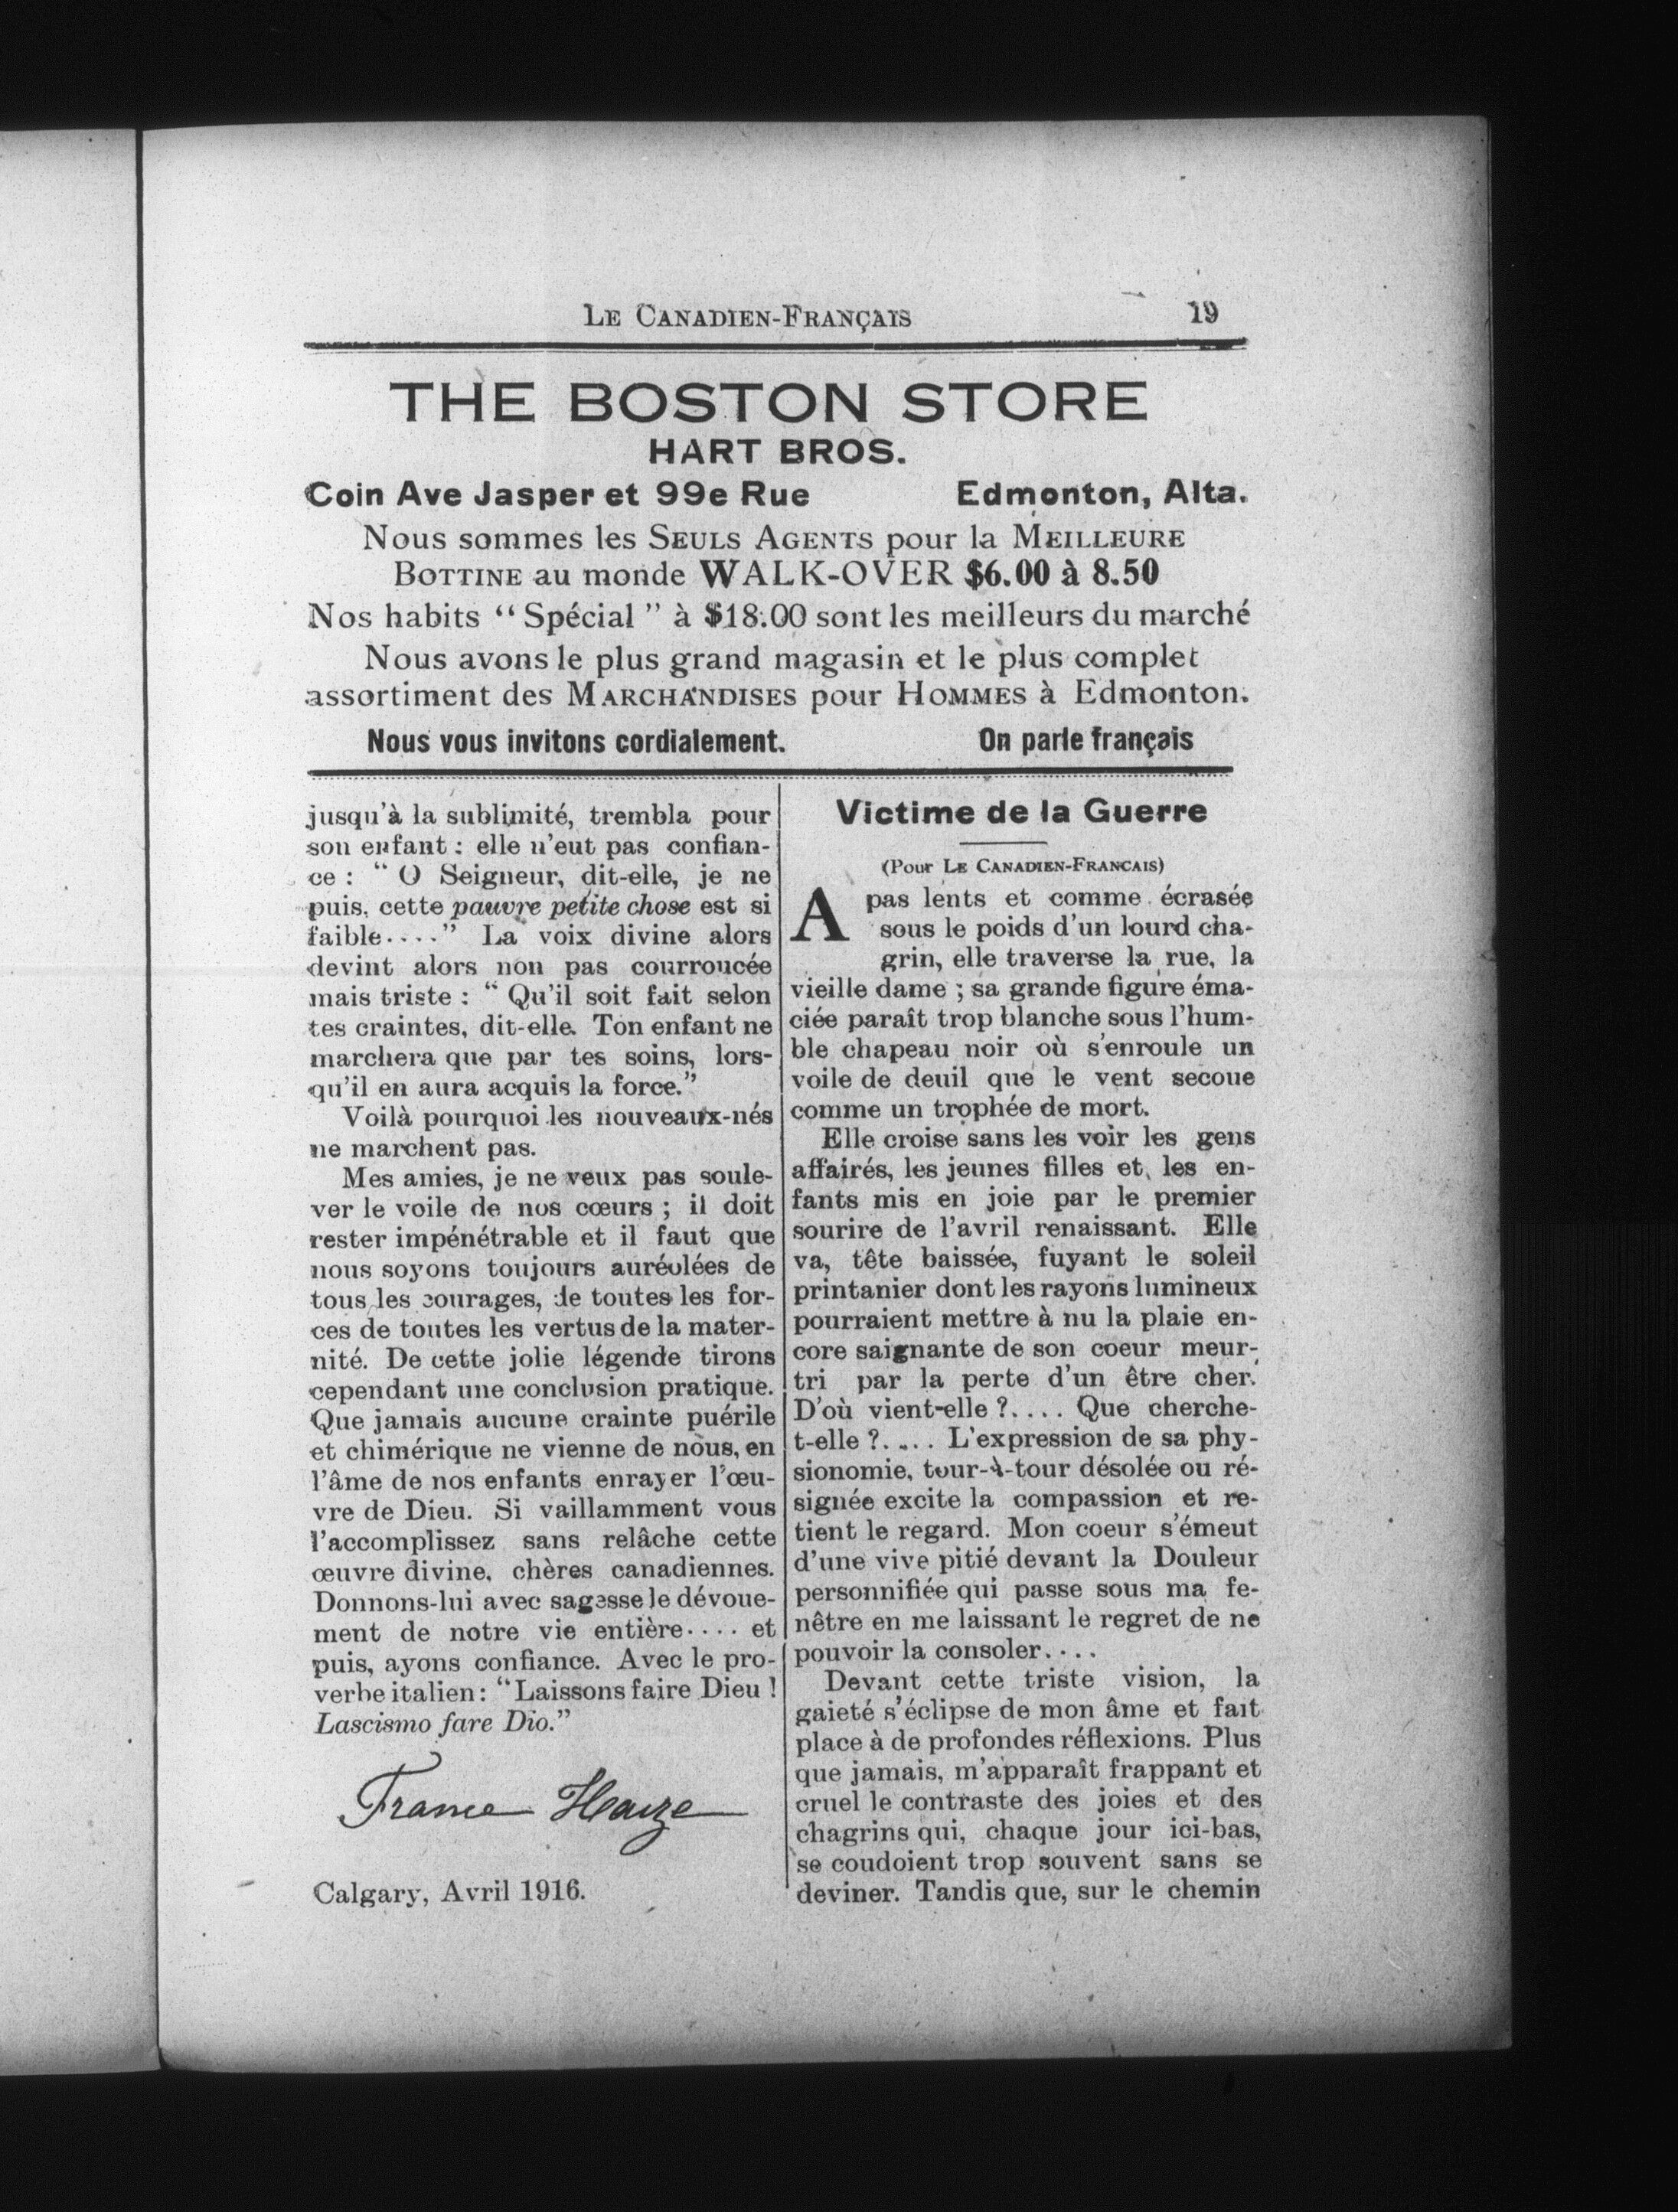 LE CANADIEN-FRANÇAIS 19
THE BOSTON STORE
HART BROS.
Coin Ave Jasper et 99e Rue Edmonton, Alta.
Nous sommes les SEULS AGENTS pour la MEILLEURE
BOTTINE au monde WALK-OVER $6.00 à 8.50
Nos habits “Spécial” à $18.00 sont les meilleurs du marché
Nous avons le plus grand magasin et le plus complet
assortiment des MARCHANDISES pour HOMMES à Edmonton.
Nous vous invitons cordialement. On parle français
jusqu'à la sublimité, trembla pour
son enfant : elle n'eut pas confian-
ce : “ O Seigneur, dit-elle, je ne
puis, cette pauvre petite chose est si
faible....” La voix divine alors
devint alors non pas courroucée
mais triste : “ Qu'il soit fait selon
tes craintes, dit-elle. Ton enfant ne
marchera que par tes soins, lors-
qu'il en aura acquis la force.”
Voilà pourquoi les nouveaux-nés
ne marchent pas.
Mes amies, je ne veux pas soule-
ver le voile de nos cœurs ; il doit
rester impénétrable et il faut que
nous soyons toujours auréolées de
tous les courages, de toutes les for-
ces de toutes les vertus de la mater-
nité. De cette jolie légende tirons
cependant une conclusion pratique.
Que jamais aucune crainte puérile
et chimérique ne vienne de nous, en
l'âme de nos enfants enrayer l'œu-
vre de Dieu. Si vaillamment vous
l'accomplissez sans relâche cette
œuvre divine, chères canadiennes.
Donnons-lui avec sagesse le dévoue-
ment de notre vie entière.... et
puis, ayons confiance. Avec le pro-
verbe italien : “Laissons faire Dieu !
Lascismo fare Dio.”
Calgary, Avril 1916.
Victime de la Guerre
(Pour LE CANADIEN-FRANCAIS)
A pas lents et comme écrasée
sous le poids d'un lourd cha-
grin, elle traverse la rue, la
vieille dame ; sa grande figure éma-
ciée paraît trop blanche sous l'hum-
ble chapeau noir où s'enroule un
voile de deuil que le vent secoue
comme un trophée de mort.
Elle croise sans les voir les gens
affairés, les jeunes filles et les en-
fants mis en joie par le premier
sourire de l'avril renaissant. Elle
va, tête baissée, fuyant le soleil
printanier dont les rayons lumineux
pourraient mettre à nu la plaie en-
core saignante de son coeur meur-
tri par la perte d'un être cher.
D'où vient-elle ?.... Que cherche-
t-elle ?.... L'expression de sa phy-
sionomie, tour-à-tour désolée ou ré-
signée excite la compassion et re-
tient le regard. Mon coeur s'émeut
d'une vive pitié devant la Douleur
personnifiée qui passe sous ma fe-
nêtre en me laissant le regret de ne
pouvoir la consoler....
Devant cette triste vision, la
gaieté s'éclipse de mon âme et fait
place à de profondes réflexions. Plus
que jamais, m'apparaît frappant et
cruel le contraste des joies et des
chagrins qui, chaque jour ici-bas,
se coudoient trop souvent sans se
deviner. Tandis que, sur le chemin